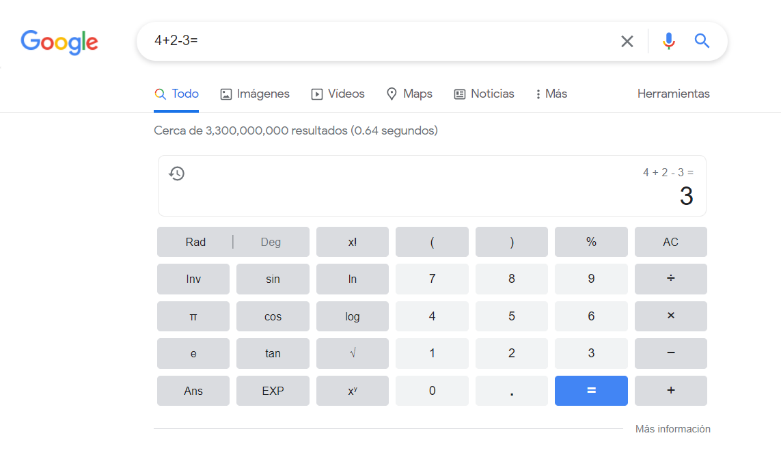 Google
4+2-3=
Todo Imágenes Videos Maps Noticias Más Herramientas
Cerca de 3,300,000,000 resultados (0.64 segundos)
4 + 2 - 3 =
3
Rad | Deg x! ( ) % AC
Inv sin ln 7 8 9 ÷
π cos log 4 5 6 ×
e tan √ 1 2 3 −
Ans EXP xʸ 0 . = +
Más información